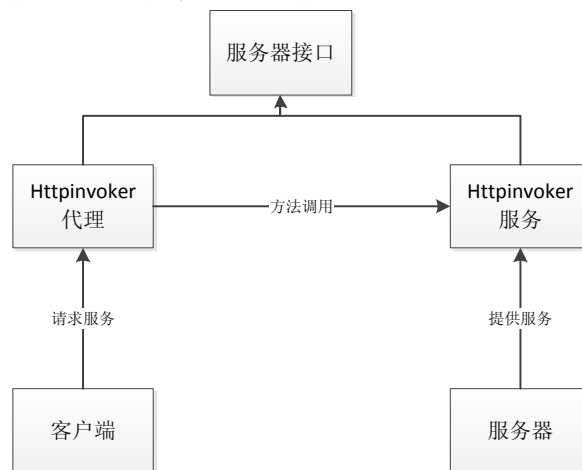 服务器接口
Httpinvoker
代理
方法调用
Httpinvoker
服务
请求服务
提供服务
客户端
服务器